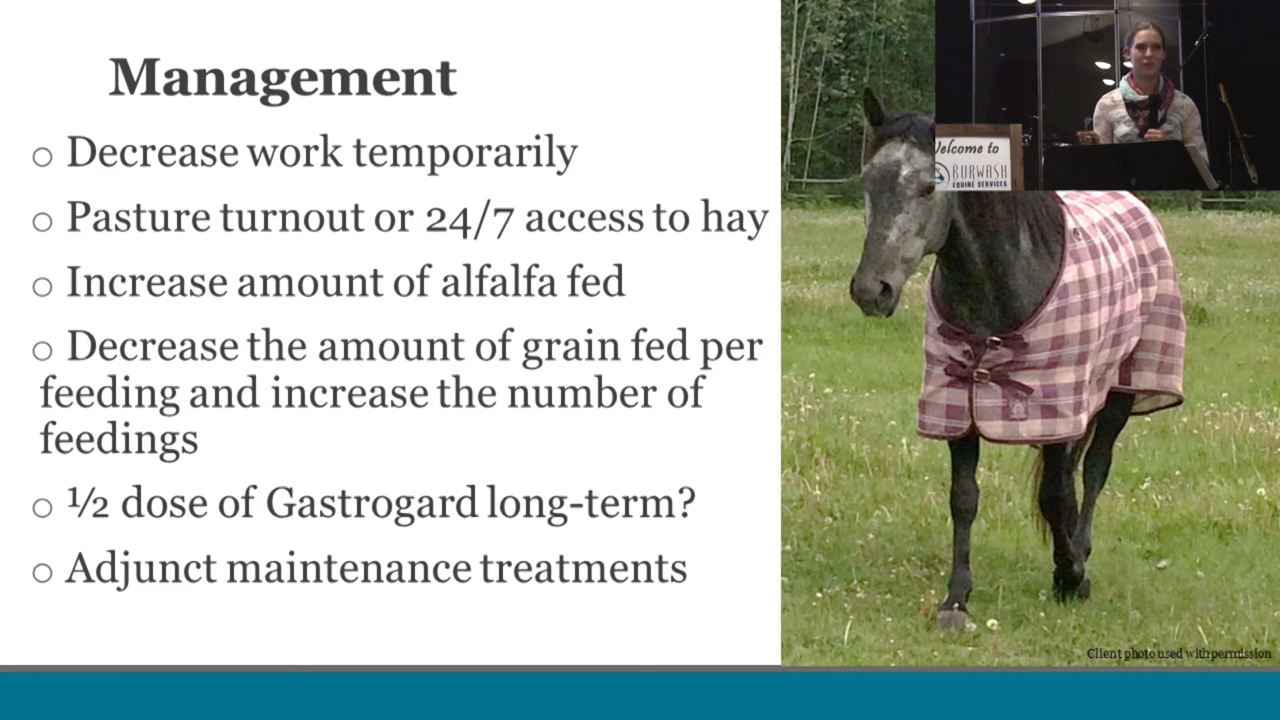 Management
○ Decrease work temporarily
○ Pasture turnout or 24/7 access to hay
○ Increase amount of alfalfa fed
○ Decrease the amount of grain fed per
feeding and increase the number of
feedings
○ ½ dose of Gastrogard long-term?
○ Adjunct maintenance treatments
Welcome to
BURWASH
EQUINE SERVICES
Client photo used with permission